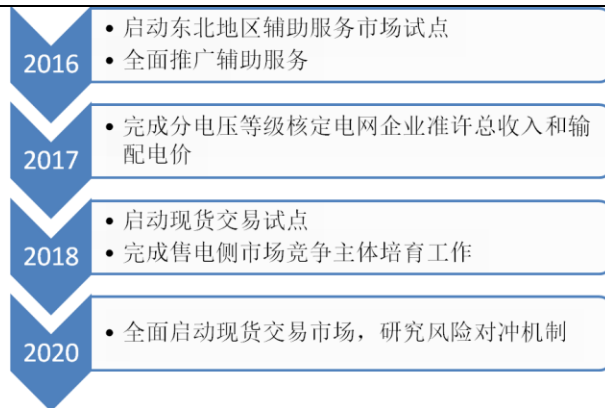 2016
• 启动东北地区辅助服务市场试点
• 全面推广辅助服务
2017
• 完成分电压等级核定电网企业准许总收入和输
配电价
2018
• 启动现货交易试点
• 完成售电侧市场竞争主体培育工作
2020
• 全面启动现货交易市场，研究风险对冲机制